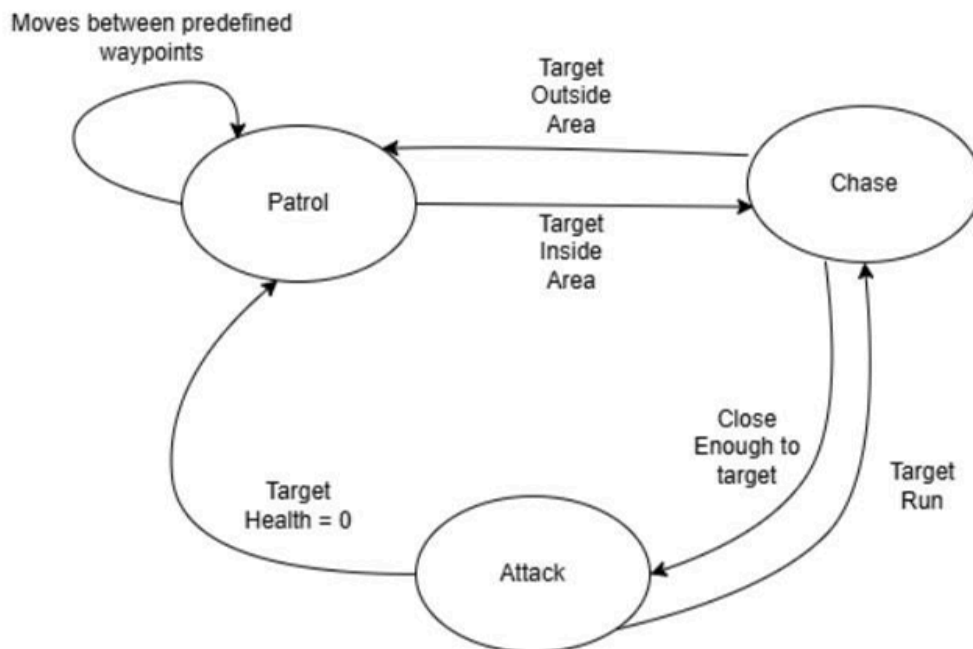 Moves between predefined
waypoints
Target
Outside
Area
Patrol
Chase
Target
Inside
Area
Close
Enough to
target
Target
Run
Target
Health = 0
Attack